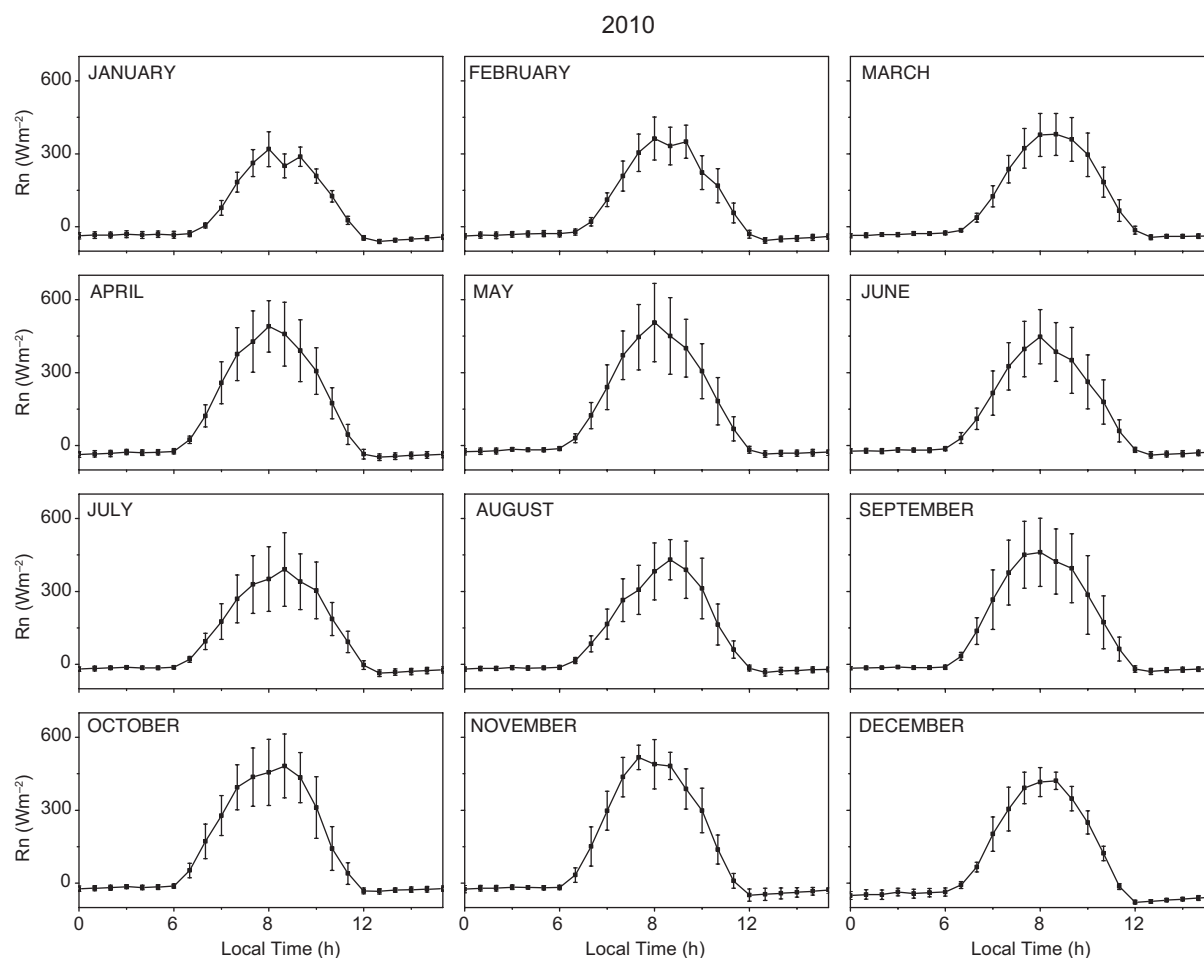 2010
JANUARY
FEBRUARY
MARCH
600
300
0
Rn (Wm⁻²)
APRIL
MAY
JUNE
600
300
0
Rn (Wm⁻²)
JULY
AUGUST
SEPTEMBER
600
300
0
Rn (Wm⁻²)
OCTOBER
NOVEMBER
DECEMBER
600
300
0
Rn (Wm⁻²)
0 6 8 12 0 6 8 12 0 6 8 12
Local Time (h) Local Time (h) Local Time (h)